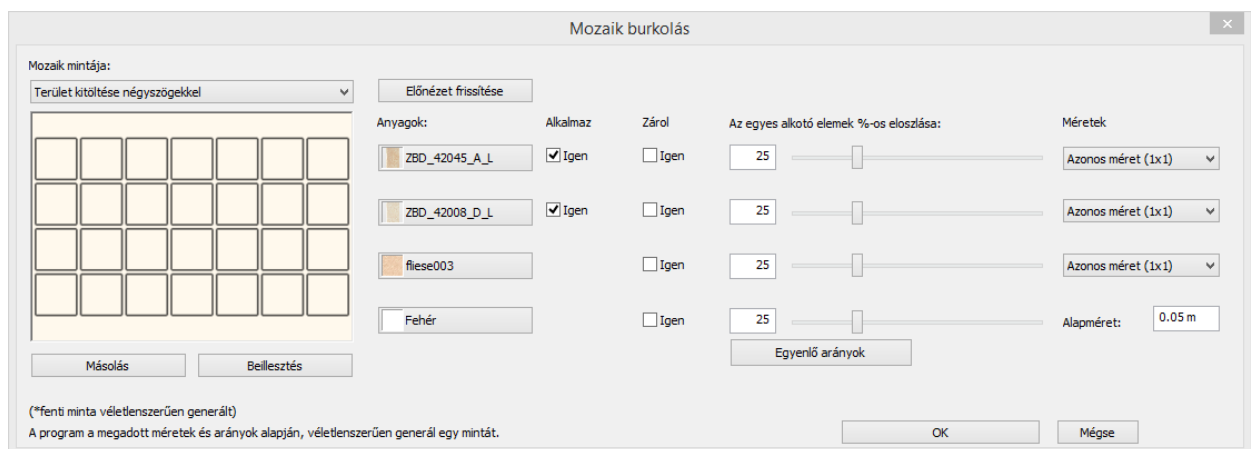 Mozaik burkolás
Mozaik mintája:
Terület kitöltése négyszögekkel
Előnézet frissítése
Anyagok: Alkalmaz Zárol Az egyes alkotó elemek %-os eloszlása: Méretek
ZBD_42045_A_L Igen Igen 25 Azonos méret (1x1)
ZBD_42008_D_L Igen Igen 25 Azonos méret (1x1)
fliese003 Igen 25 Azonos méret (1x1)
Fehér Igen 25 Alapméret: 0.05 m
Egyenlő arányok
Másolás Beillesztés
(*fenti minta véletlenszerűen generált)
A program a megadott méretek és arányok alapján, véletlenszerűen generál egy mintát.
OK Mégse